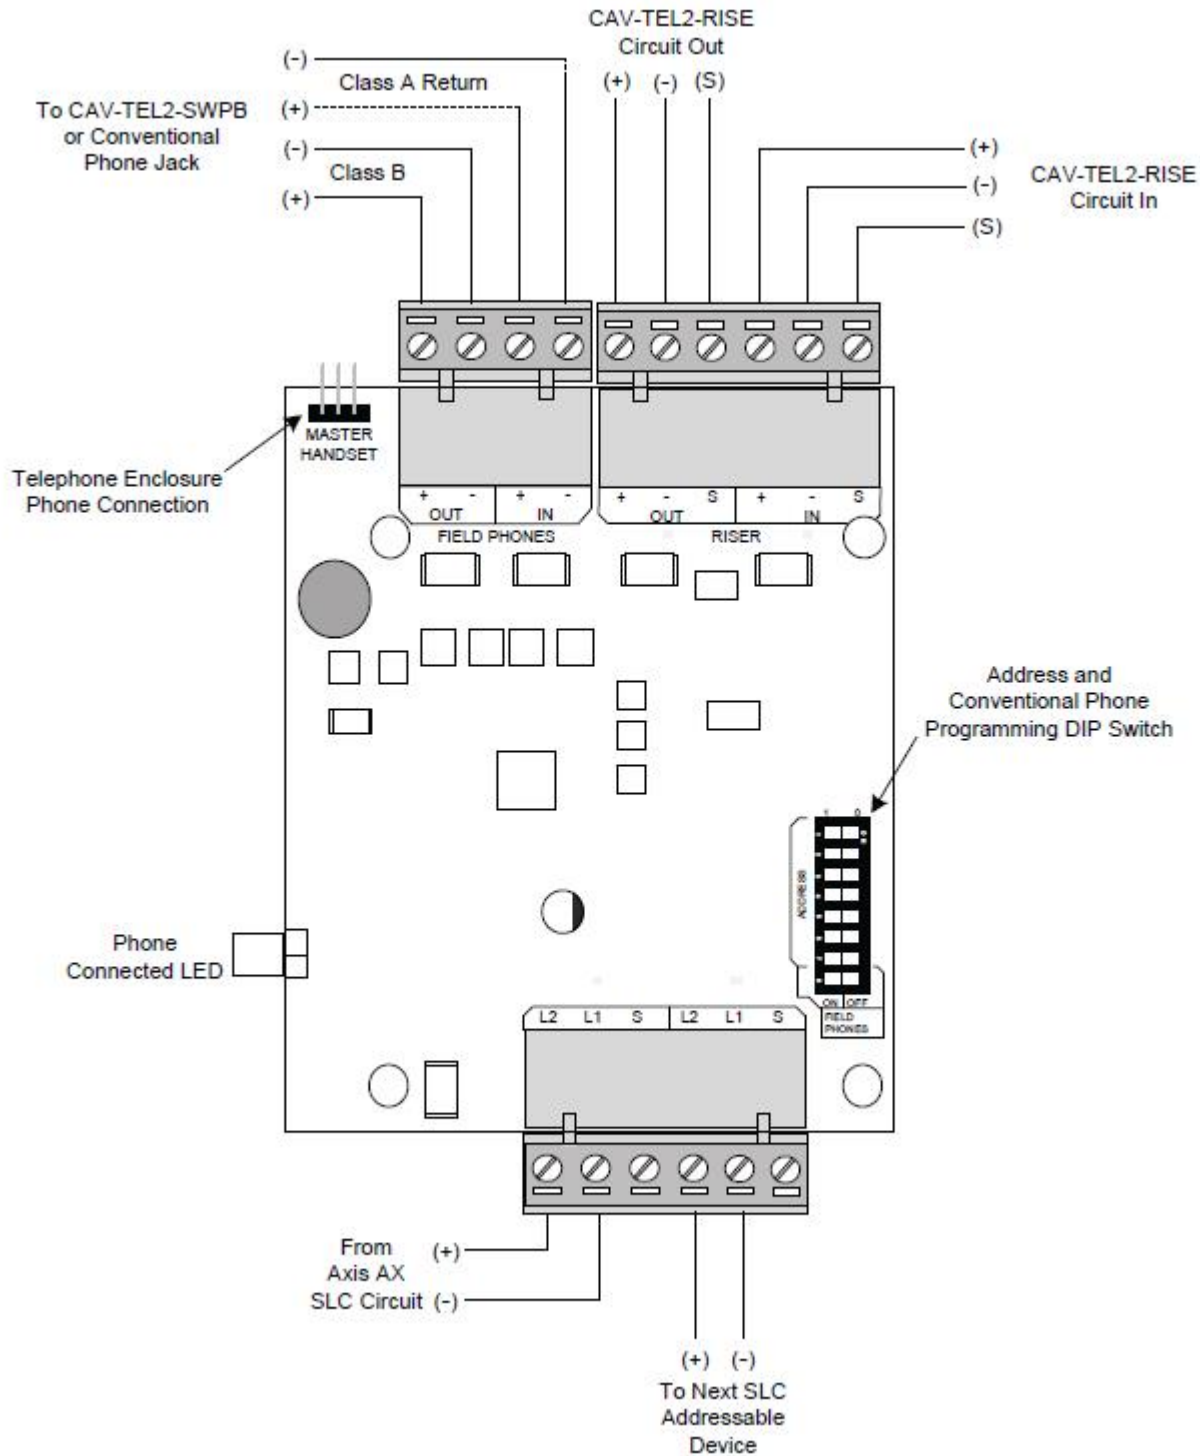 CAV-TEL2-RISE
Circuit Out
(+) (-) (S)
(-)
Class A Return
(+)
To CAV-TEL2-SWPB
or Conventional
Phone Jack
(-)
Class B
(+)
(+)
(-)
(S)
CAV-TEL2-RISE
Circuit In
MASTER
HANDSET
Telephone Enclosure
Phone Connection
+ - + -
OUT IN
FIELD PHONES
+ - S + - S
OUT IN
RISER
Address and
Conventional Phone
Programming DIP Switch
1 0
ADDRESS
ON OFF
FIELD
PHONES
Phone
Connected LED
L2 L1 S L2 L1 S
From
Axis AX
SLC Circuit
(+)
(-)
(+) (-)
To Next SLC
Addressable
Device